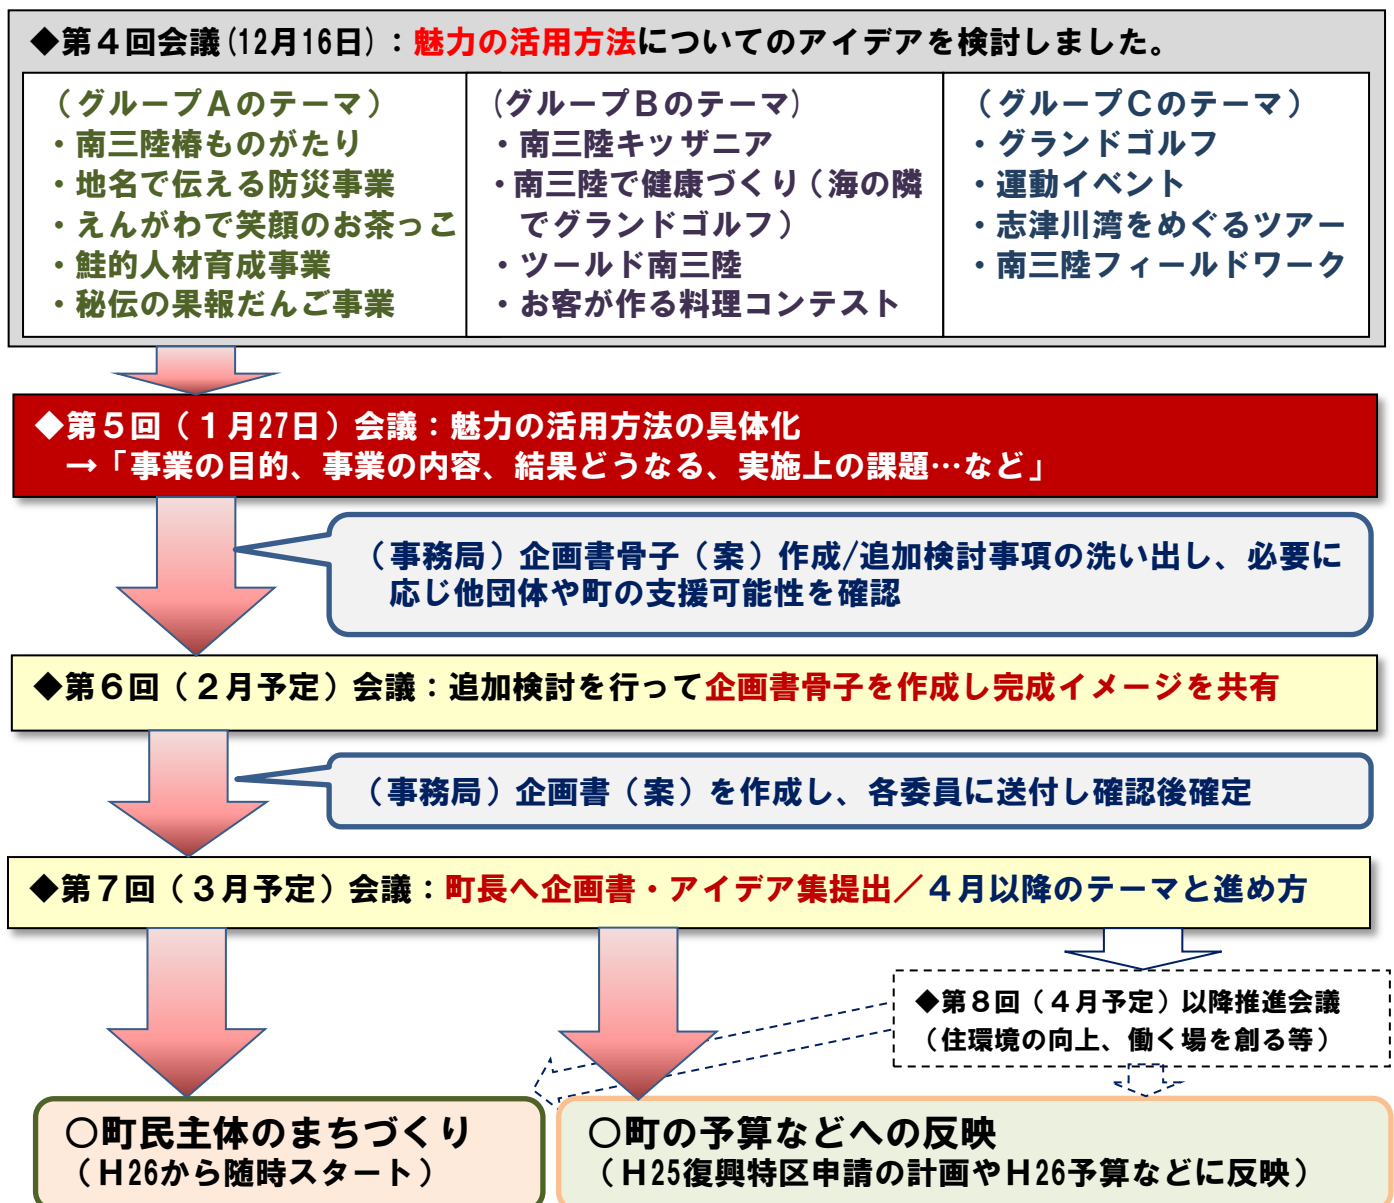 ◆第４回会議(12月16日)：魅力の活用方法についてのアイデアを検討しました。
（グループＡのテーマ）
・南三陸椿ものがたり
・地名で伝える防災事業
・えんがわで笑顔のお茶っこ
・鮭的人材育成事業
・秘伝の果報だんご事業
(グループＢのテーマ)
・南三陸キッザニア
・南三陸で健康づくり（海の隣
でグランドゴルフ）
・ツールド南三陸
・お客が作る料理コンテスト
（グループＣのテーマ）
・グランドゴルフ
・運動イベント
・志津川湾をめぐるツアー
・南三陸フィールドワーク
◆第５回（１月27日）会議：魅力の活用方法の具体化
→「事業の目的、事業の内容、結果どうなる、実施上の課題…など」
（事務局）企画書骨子（案）作成/追加検討事項の洗い出し、必要に
応じ他団体や町の支援可能性を確認
◆第６回（２月予定）会議：追加検討を行って企画書骨子を作成し完成イメージを共有
（事務局）企画書（案）を作成し、各委員に送付し確認後確定
◆第７回（３月予定）会議：町長へ企画書・アイデア集提出／４月以降のテーマと進め方
◆第８回（４月予定）以降推進会議
（住環境の向上、働く場を創る等）
○町民主体のまちづくり
（Ｈ26から随時スタート）
○町の予算などへの反映
（Ｈ25復興特区申請の計画やＨ26予算などに反映）